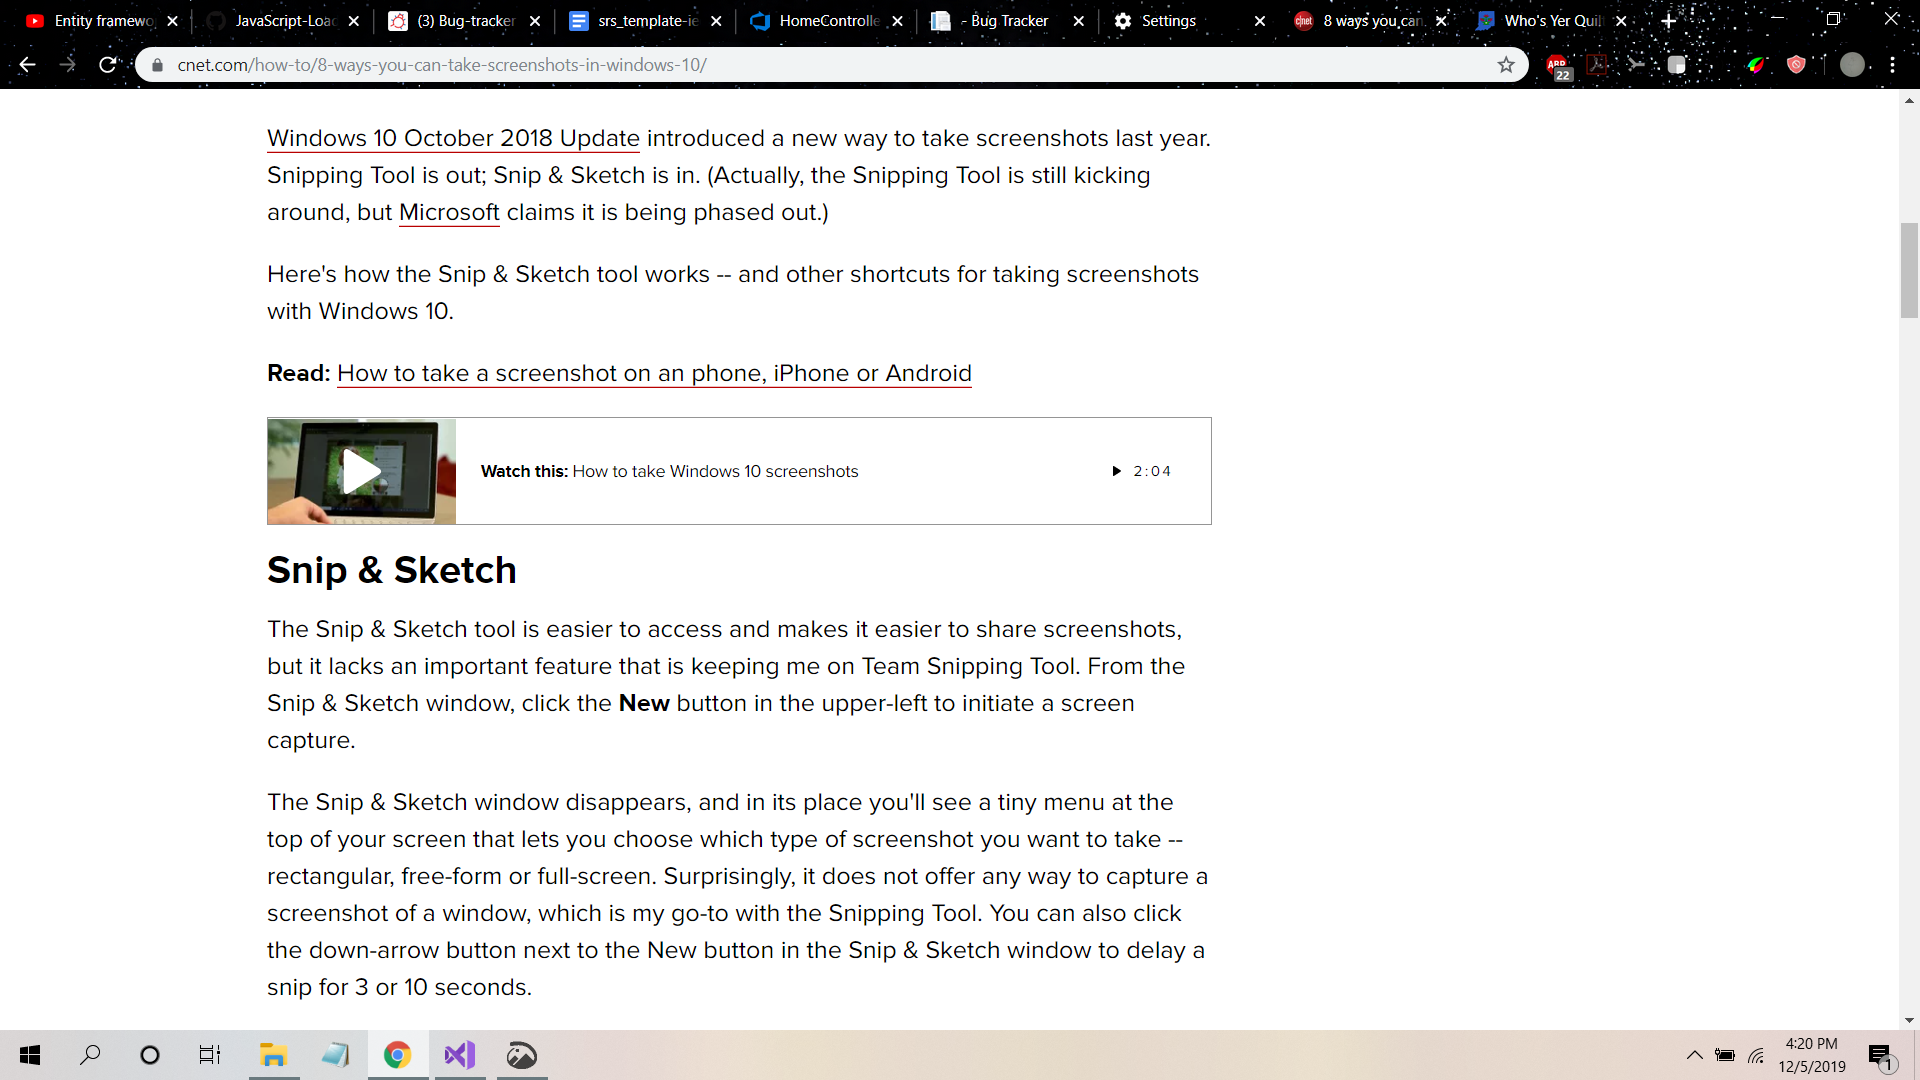 Entity framewo
JavaScript-Load
(3) Bug-tracker
srs_template-ie
HomeControlle
- Bug Tracker
Settings
8 ways you can
Who's Yer Quil
cnet.com/how-to/8-ways-you-can-take-screenshots-in-windows-10/
ABP
22
Windows 10 October 2018 Update introduced a new way to take screenshots last year.
Snipping Tool is out; Snip & Sketch is in. (Actually, the Snipping Tool is still kicking
around, but Microsoft claims it is being phased out.)
Here's how the Snip & Sketch tool works -- and other shortcuts for taking screenshots
with Windows 10.
Read: How to take a screenshot on an phone, iPhone or Android
Watch this: How to take Windows 10 screenshots
2:04
Snip & Sketch
The Snip & Sketch tool is easier to access and makes it easier to share screenshots,
but it lacks an important feature that is keeping me on Team Snipping Tool. From the
Snip & Sketch window, click the New button in the upper-left to initiate a screen
capture.
The Snip & Sketch window disappears, and in its place you'll see a tiny menu at the
top of your screen that lets you choose which type of screenshot you want to take --
rectangular, free-form or full-screen. Surprisingly, it does not offer any way to capture a
screenshot of a window, which is my go-to with the Snipping Tool. You can also click
the down-arrow button next to the New button in the Snip & Sketch window to delay a
snip for 3 or 10 seconds.
4:20 PM
12/5/2019
1